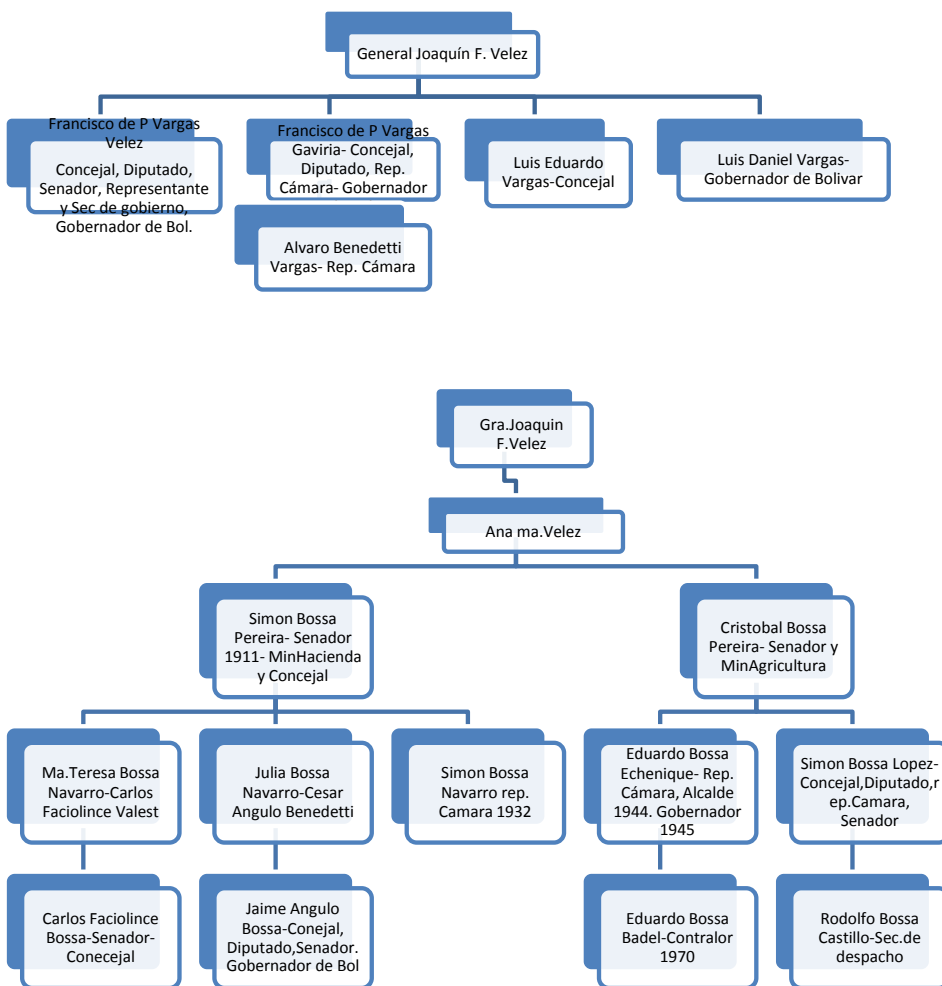 General Joaquín F. Velez
Francisco de P Vargas
Velez
Concejal, Diputado,
Senador, Representante
y Sec de gobierno,
Gobernador de Bol.
Francisco de P Vargas
Gaviria- Concejal,
Diputado, Rep.
Cámara- Gobernador
Alvaro Benedetti
Vargas- Rep. Cámara
Luis Eduardo
Vargas-Concejal
Luis Daniel Vargas-
Gobernador de Bolivar
Gra.Joaquin
F.Velez
Ana ma.Velez
Simon Bossa
Pereira- Senador
1911- MinHacienda
y Concejal
Cristobal Bossa
Pereira- Senador y
MinAgricultura
Ma.Teresa Bossa
Navarro-Carlos
Faciolince Valest
Julia Bossa
Navarro-Cesar
Angulo Benedetti
Simon Bossa
Navarro rep.
Camara 1932
Eduardo Bossa
Echenique- Rep.
Cámara, Alcalde
1944. Gobernador
1945
Simon Bossa Lopez-
Concejal,Diputado,r
ep.Camara,
Senador
Carlos Faciolince
Bossa-Senador-
Conecejal
Jaime Angulo
Bossa-Conejal,
Diputado,Senador.
Gobernador de Bol
Eduardo Bossa
Badel-Contralor
1970
Rodolfo Bossa
Castillo-Sec.de
despacho